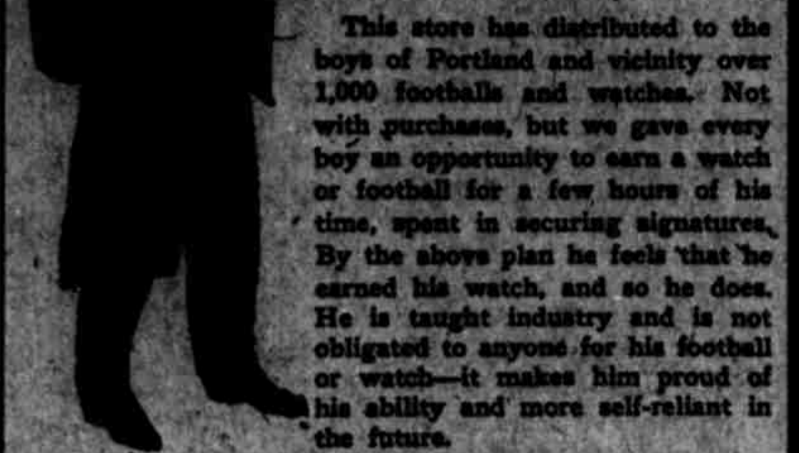 This store has distributed to the
boys of Portland and vicinity over
1,000 footballs and watches. Not
with purchases, but we gave every
boy an opportunity to earn a watch
or football for a few hours of his
time, spent in securing signatures.
By the above plan he feels that he
earned his watch, and so he does.
He is taught industry and is not
obligated to anyone for his football
or watch—it makes him proud of
his ability and more self-reliant in
the future.